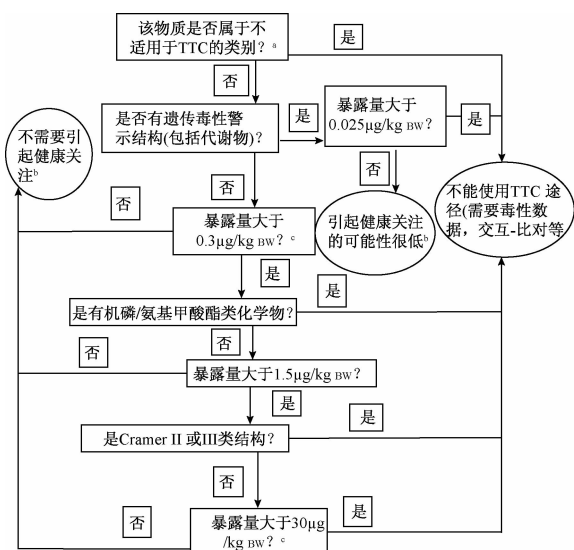 该物质是否属于不
适用于TTC的类别？ᵃ
是
否
不需要引
起健康关
注ᵇ
是否有遗传毒性警
示结构(包括代谢物)？
是
暴露量大于
0.025μg/kg BW？
是
否
否
否
不能使用TTC 途
径(需要毒性数
据，交互-比对等
暴露量大于
0.3μg/kg BW？ᶜ
引起健康关注
的可能性很低ᵇ
是
是
是有机磷/氨基甲酸酯类化学物？
否
否
暴露量大于1.5μg/kg BW？
是
是
是Cramer II 或III类结构？
否
否
是
暴露量大于30μg
/kg BW？ᶜ